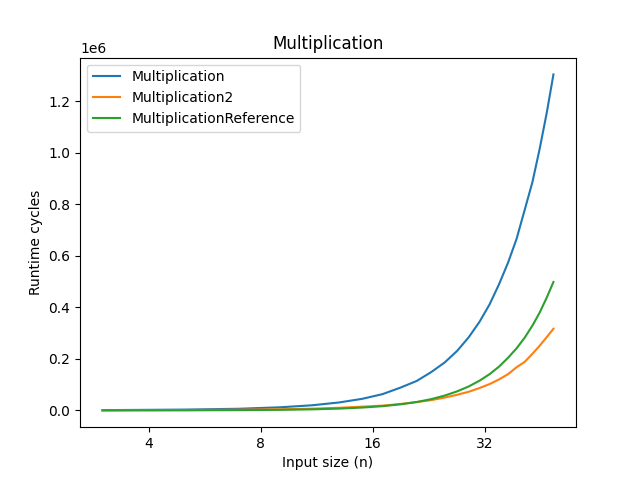 Multiplication
1e6
Multiplication
Multiplication2
MultiplicationReference
1.2
1.0
0.8
0.6
0.4
0.2
0.0
Runtime cycles
4 8 16 32
Input size (n)